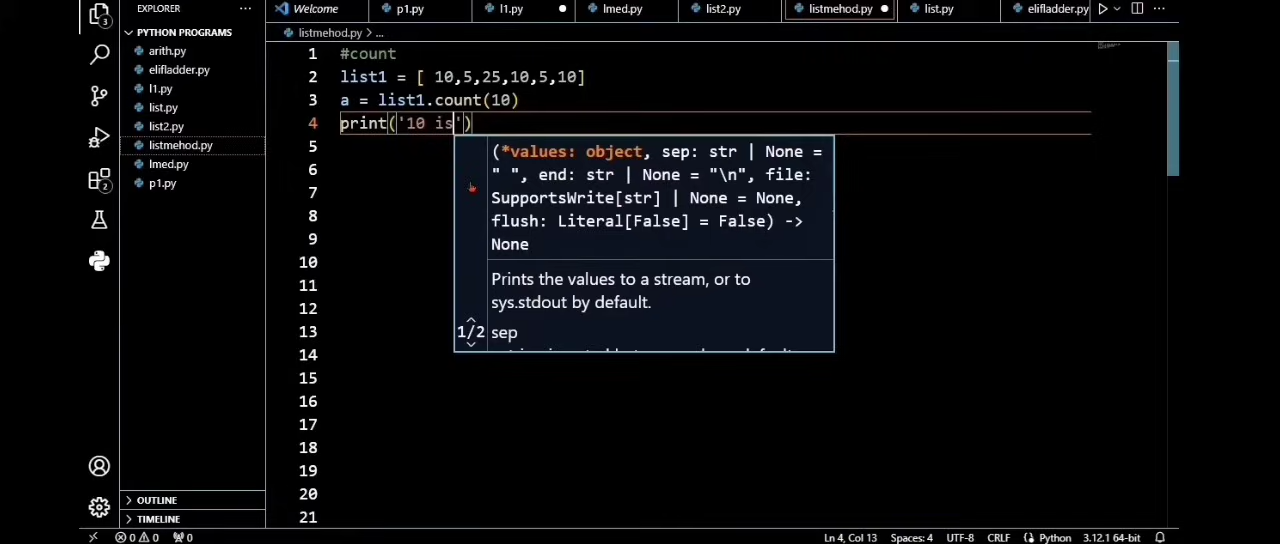 EXPLORER
Welcome
p1.py
l1.py
lmed.py
list2.py
listmehod.py
list.py
elifladder.py
PYTHON PROGRAMS
arith.py
elifladder.py
l1.py
list.py
list2.py
listmehod.py
lmed.py
p1.py
OUTLINE
TIMELINE
3
2
listmehod.py > ...
1 #count
2 list1 = [ 10,5,25,10,5,10]
3 a = list1.count(10)
4 print('10 is')
5
6
7
8
9
10
11
12
13
14
15
16
17
18
19
20
21
(*values: object, sep: str | None =
" ", end: str | None = "\n", file:
SupportsWrite[str] | None = None,
flush: Literal[False] = False) ->
None
Prints the values to a stream, or to
sys.stdout by default.
1/2 sep
0 0 0
Ln 4, Col 13 Spaces: 4 UTF-8 CRLF Python 3.12.1 64-bit